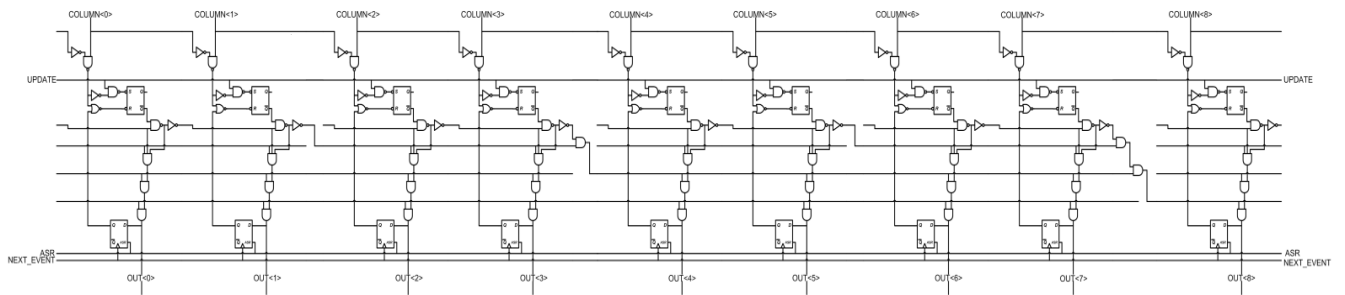 COLUMN<0> COLUMN<1> COLUMN<2> COLUMN<3> COLUMN<4> COLUMN<5> COLUMN<6> COLUMN<7> COLUMN<8>
UPDATE UPDATE
ASR ASR
NEXT_EVENT NEXT_EVENT
OUT<0> OUT<1> OUT<2> OUT<3> OUT<4> OUT<5> OUT<6> OUT<7> OUT<8>